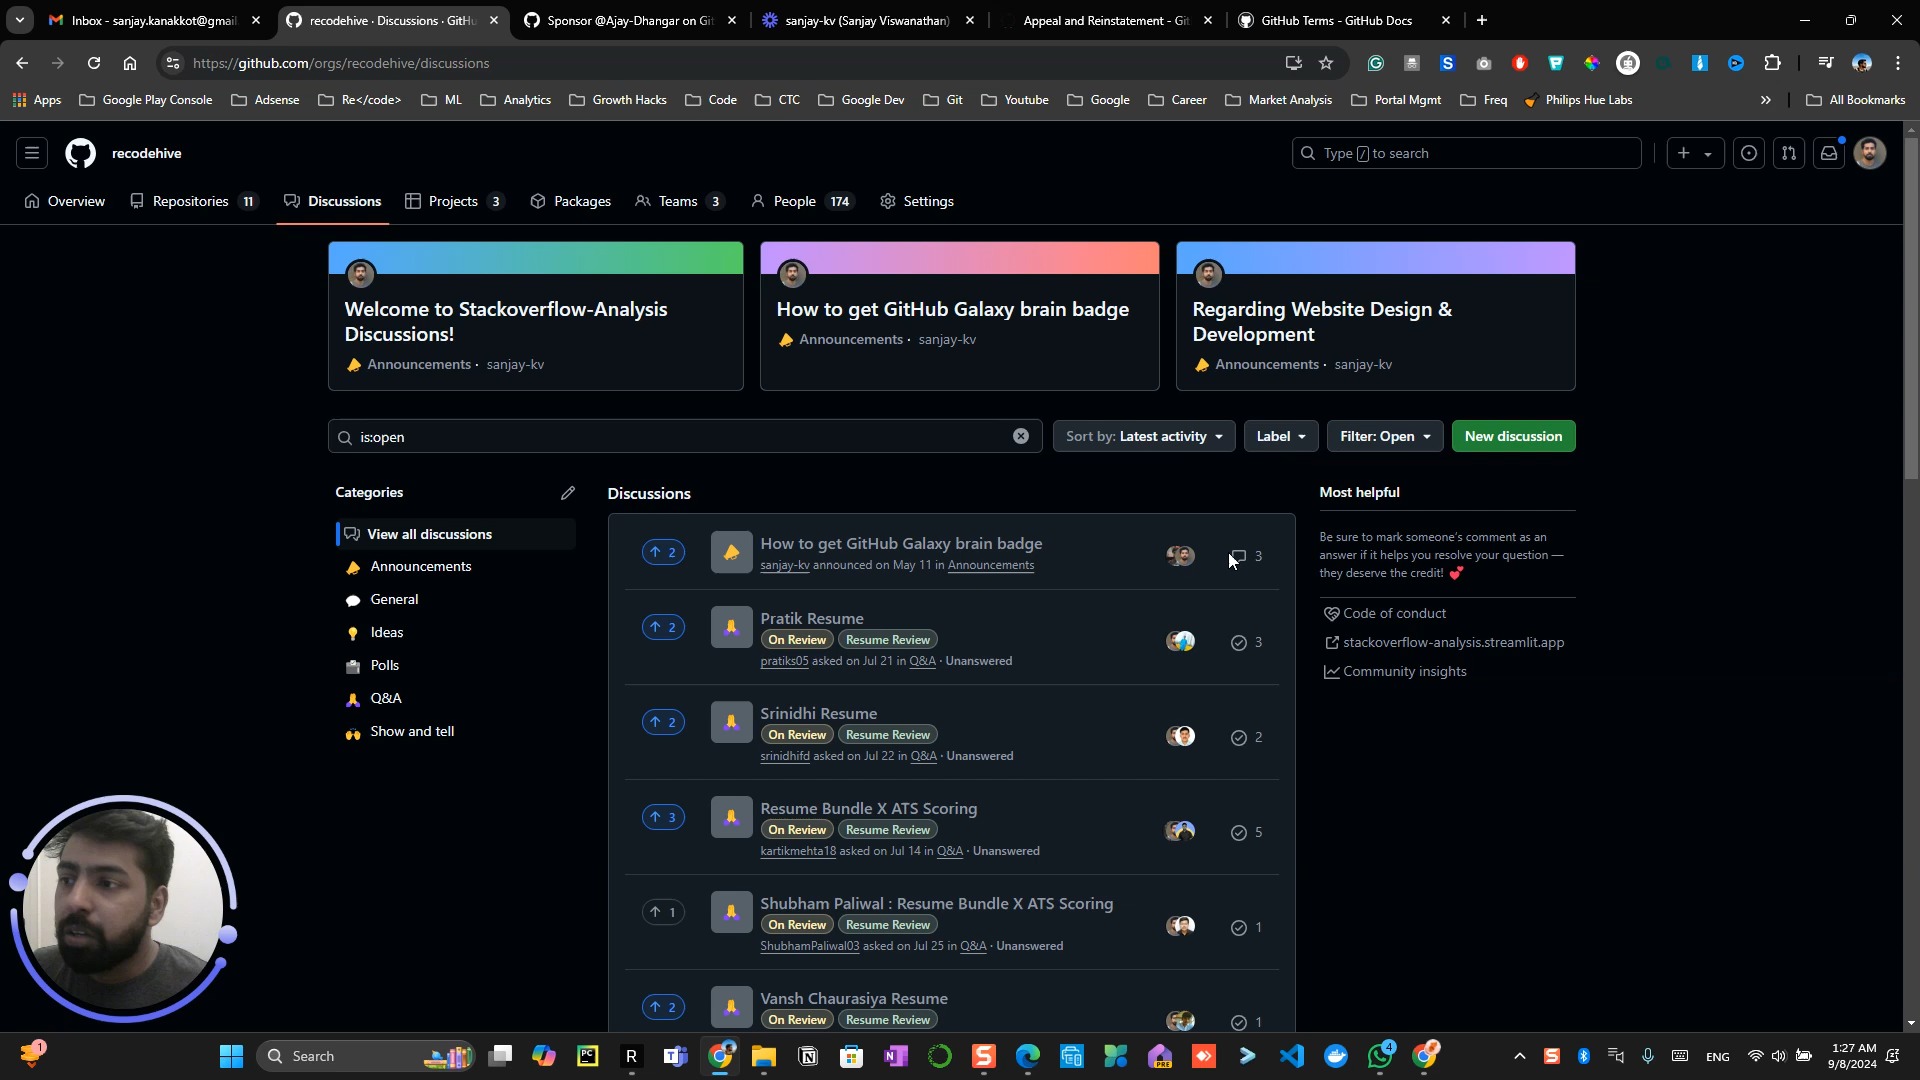 Inbox - sanjay.kanakkot@gmail
recodehive · Discussions · GitHu
Sponsor @Ajay-Dhangar on Git
sanjay-kv (Sanjay Viswanathan)
Appeal and Reinstatement - Git
GitHub Terms - GitHub Docs
https://github.com/orgs/recodehive/discussions
Apps
Google Play Console
Adsense
Re</code>
ML
Analytics
Growth Hacks
Code
CTC
Google Dev
Git
Youtube
Google
Career
Market Analysis
Portal Mgmt
Freq
Philips Hue Labs
All Bookmarks
recodehive
Type / to search
Overview
Repositories 11
Discussions
Projects 3
Packages
Teams 3
People 174
Settings
Welcome to Stackoverflow-Analysis
Discussions!
Announcements · sanjay-kv
How to get GitHub Galaxy brain badge
Announcements · sanjay-kv
Regarding Website Design &
Development
Announcements · sanjay-kv
is:open
Sort by: Latest activity
Label
Filter: Open
New discussion
Categories
View all discussions
Announcements
General
Ideas
Polls
Q&A
Show and tell
Discussions
2
How to get GitHub Galaxy brain badge
sanjay-kv announced on May 11 in Announcements
3
2
Pratik Resume
On Review Resume Review
pratiks05 asked on Jul 21 in Q&A · Unanswered
3
2
Srinidhi Resume
On Review Resume Review
srinidhifd asked on Jul 22 in Q&A · Unanswered
2
3
Resume Bundle X ATS Scoring
On Review Resume Review
kartikmehta18 asked on Jul 14 in Q&A · Unanswered
5
1
Shubham Paliwal : Resume Bundle X ATS Scoring
On Review Resume Review
ShubhamPaliwal03 asked on Jul 25 in Q&A · Unanswered
1
2
Vansh Chaurasiya Resume
On Review Resume Review
1
Most helpful
Be sure to mark someone's comment as an
answer if it helps you resolve your question —
they deserve the credit! 💕
Code of conduct
stackoverflow-analysis.streamlit.app
Community insights
1
Search
PC
R
PRE
4
ENG
1:27 AM
9/8/2024